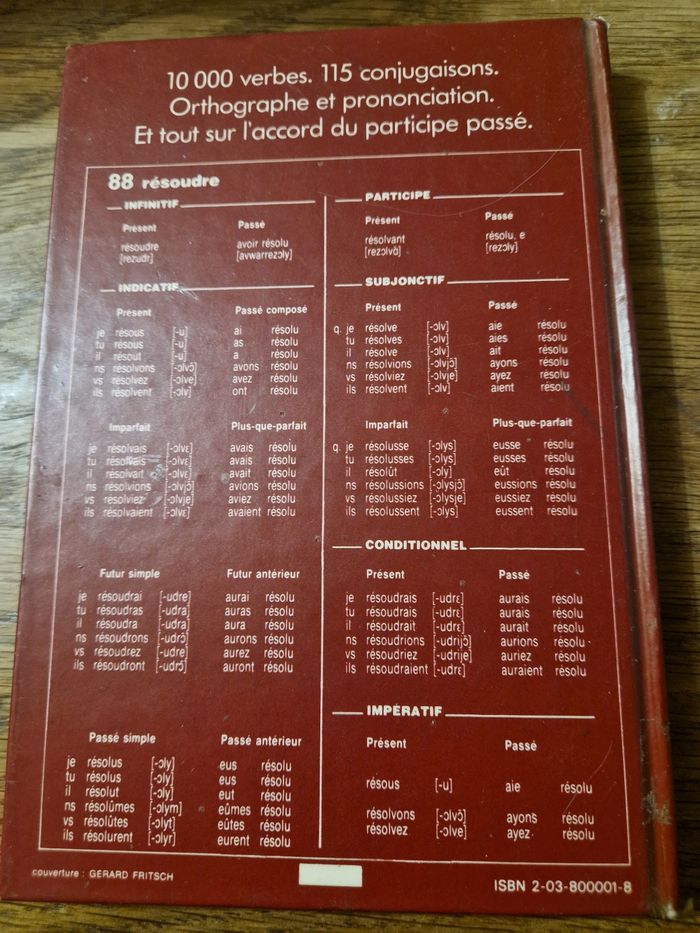 10 000 verbes. 115 conjugaisons.
Orthographe et prononciation.
Et tout sur l'accord du participe passé.
88 résoudre
INFINITIF
Présent Passé
résoudre avoir résolu
[rezudr] [avwarrezɔly]
INDICATIF
Présent Passé composé
je résous [-u] ai résolu
tu résous [-u] as résolu
il résout [-u] a résolu
ns résolvons [-ɔlvɔ̃] avons résolu
vs résolvez [-ɔlve] avez résolu
ils résolvent [-ɔlv] ont résolu
Imparfait Plus-que-parfait
je résolvais [-ɔlvɛ] avais résolu
tu résolvais [-ɔlvɛ] avais résolu
il résolvait [-ɔlvɛ] avait résolu
ns résolvions [-ɔlvjɔ̃] avions résolu
vs résolviez [-ɔlvje] aviez résolu
ils résolvaient [-ɔlvɛ] avaient résolu
Futur simple Futur antérieur
je résoudrai [-udre] aurai résolu
tu résoudras [-udra] auras résolu
il résoudra [-udra] aura résolu
ns résoudrons [-udrɔ̃] aurons résolu
vs résoudrez [-udre] aurez résolu
ils résoudront [-udrɔ̃] auront résolu
Passé simple Passé antérieur
je résolus [-ɔly] eus résolu
tu résolus [-ɔly] eus résolu
il résolut [-ɔly] eut résolu
ns résolûmes [-ɔlym] eûmes résolu
vs résolûtes [-ɔlyt] eûtes résolu
ils résolurent [-ɔlyr] eurent résolu
PARTICIPE
Présent Passé
résolvant résolu, e
[rezɔlvɑ̃] [rezɔly]
SUBJONCTIF
Présent Passé
q. je résolve [-ɔlv] aie résolu
tu résolves [-ɔlv] aies résolu
il résolve [-ɔlv] ait résolu
ns résolvions [-ɔlvjɔ̃] ayons résolu
vs résolviez [-ɔlvje] ayez résolu
ils résolvent [-ɔlv] aient résolu
Imparfait Plus-que-parfait
q. je résolusse [-ɔlys] eusse résolu
tu résolusses [-ɔlys] eusses résolu
il résolût [-ɔly] eût résolu
ns résolussions [-ɔlysjɔ̃] eussions résolu
vs résolussiez [-ɔlysje] eussiez résolu
ils résolussent [-ɔlys] eussent résolu
CONDITIONNEL
Présent Passé
je résoudrais [-udrɛ] aurais résolu
tu résoudrais [-udrɛ] aurais résolu
il résoudrait [-udrɛ] aurait résolu
ns résoudrions [-udrijɔ̃] aurions résolu
vs résoudriez [-udrije] auriez résolu
ils résoudraient [-udrɛ] auraient résolu
IMPÉRATIF
Présent Passé
résous [-u] aie résolu
résolvons [-ɔlvɔ̃] ayons résolu
résolvez [-ɔlve] ayez résolu
couverture : GÉRARD FRITSCH
ISBN 2-03-800001-8